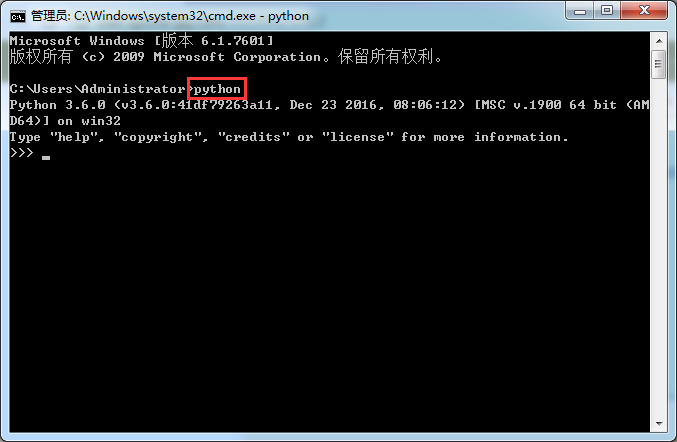 管理员: C:\Windows\system32\cmd.exe - python
Microsoft Windows [版本 6.1.7601]
版权所有 (c) 2009 Microsoft Corporation。保留所有权利。
C:\Users\Administrator>python
Python 3.6.0 (v3.6.0:41df79263a11, Dec 23 2016, 08:06:12) [MSC v.1900 64 bit (AM
D64)] on win32
Type "help", "copyright", "credits" or "license" for more information.
>>> _